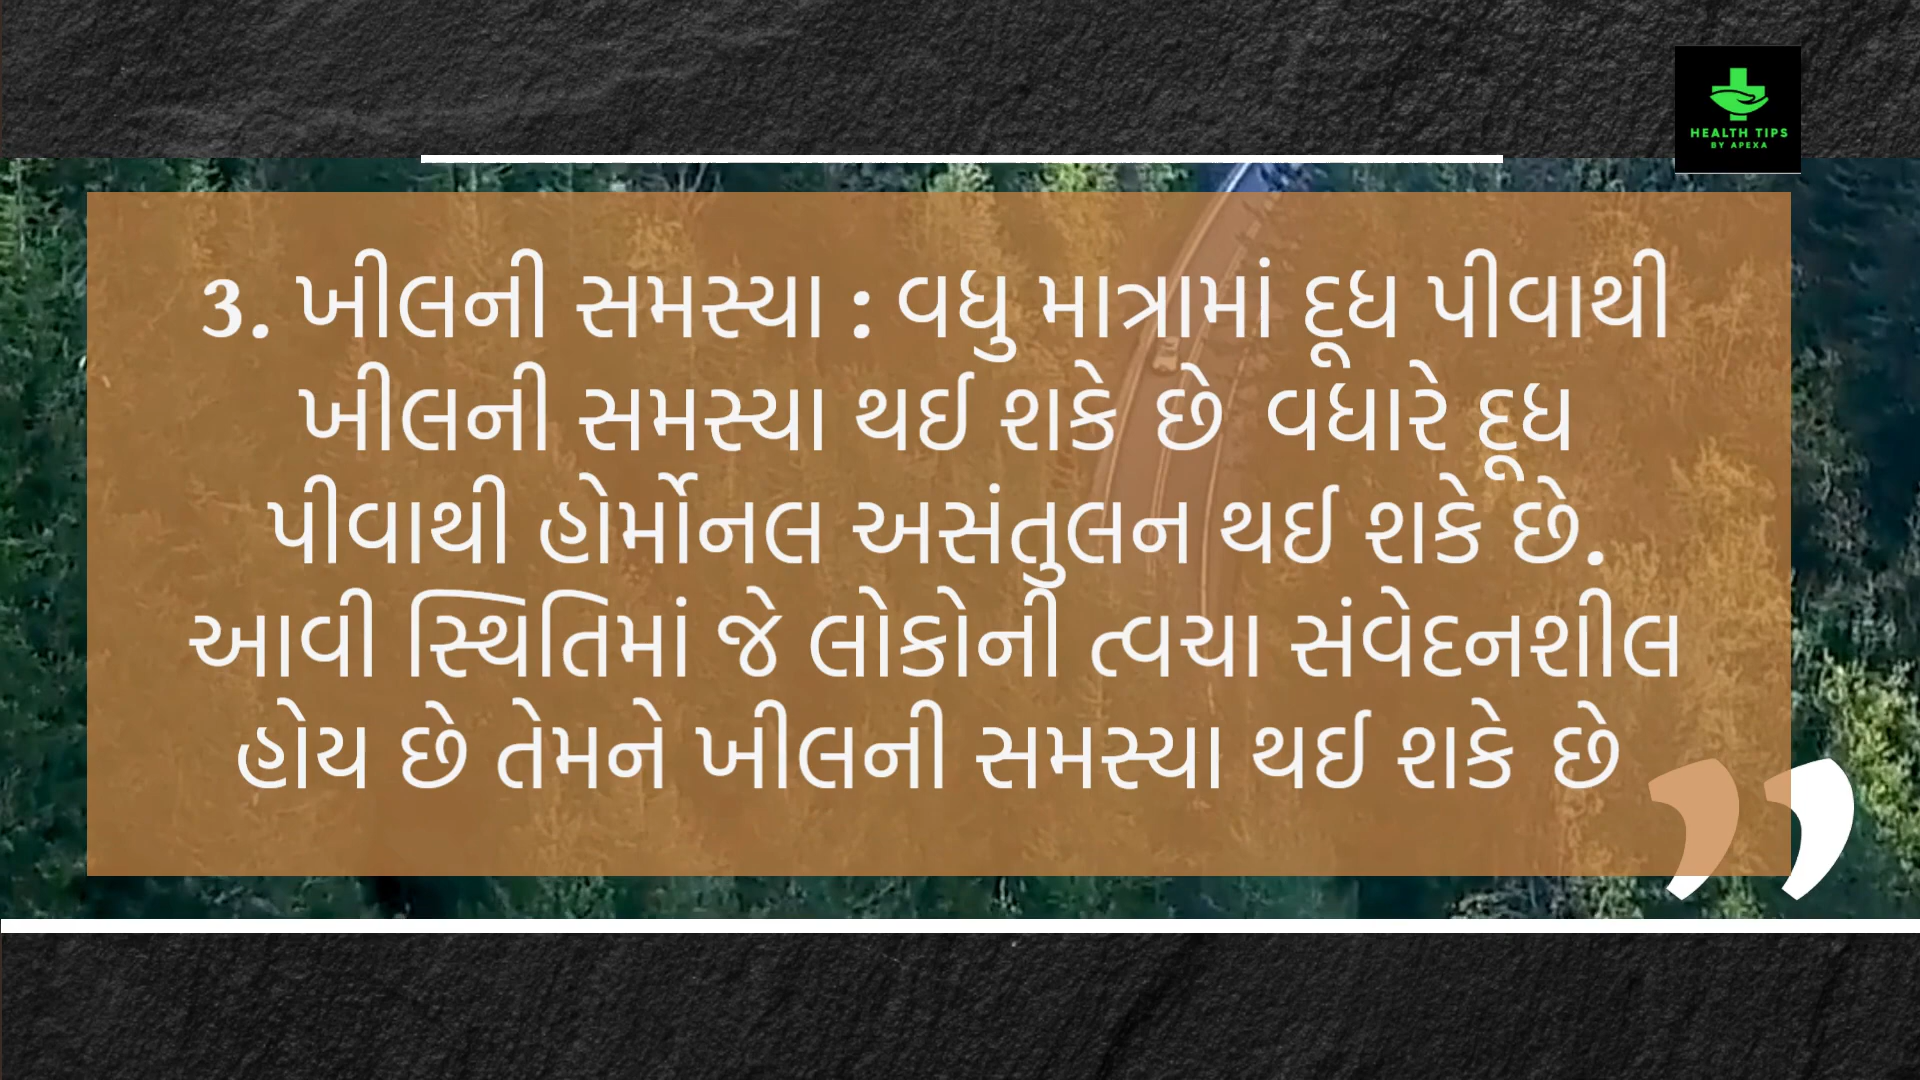 HEALTH TIPS
BY APEXA
3. ખીલની સમસ્યા : વધુ માત્રામાં દૂધ પીવાથી
ખીલની સમસ્યા થઈ શકે છે વધારે દૂધ
પીવાથી હોર્મોનલ અસંતુલન થઈ શકે છે.
આવી સ્થિતિમાં જે લોકોની ત્વચા સંવેદનશીલ
હોય છે તેમને ખીલની સમસ્યા થઈ શકે છે
”